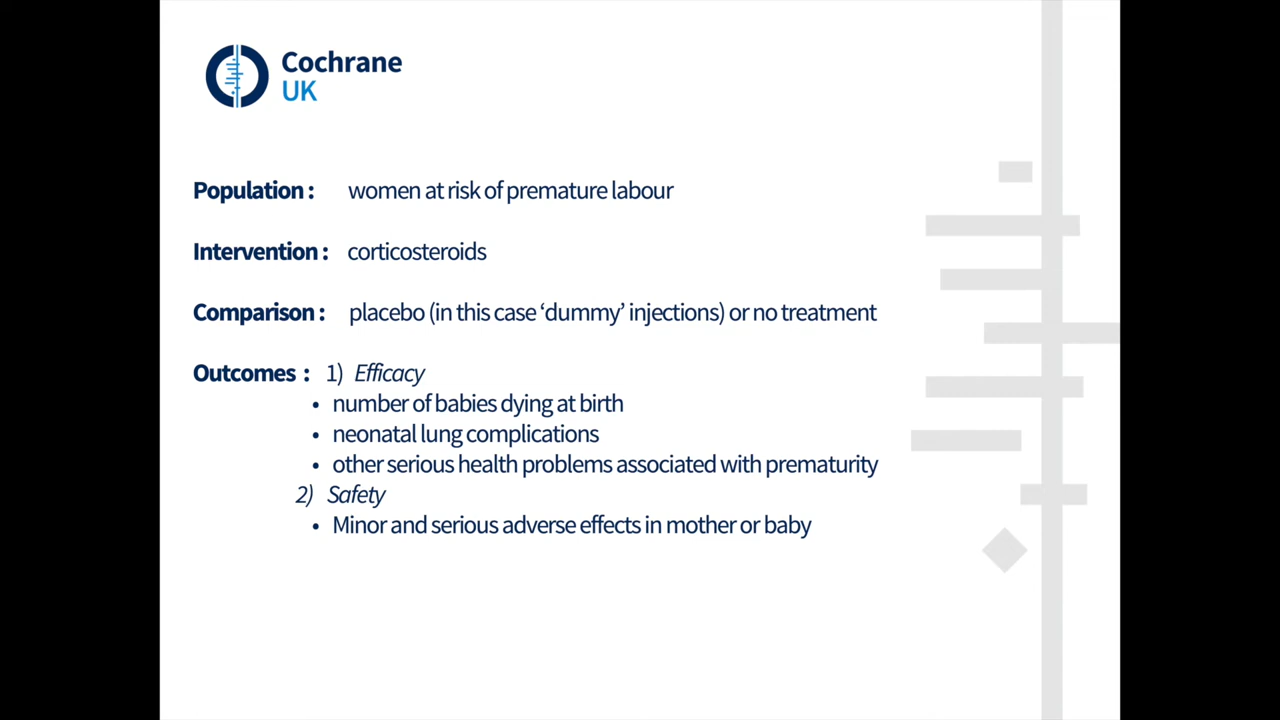 Cochrane
UK
Population : women at risk of premature labour
Intervention : corticosteroids
Comparison : placebo (in this case ‘dummy’ injections) or no treatment
Outcomes : 1) Efficacy
• number of babies dying at birth
• neonatal lung complications
• other serious health problems associated with prematurity
2) Safety
• Minor and serious adverse effects in mother or baby